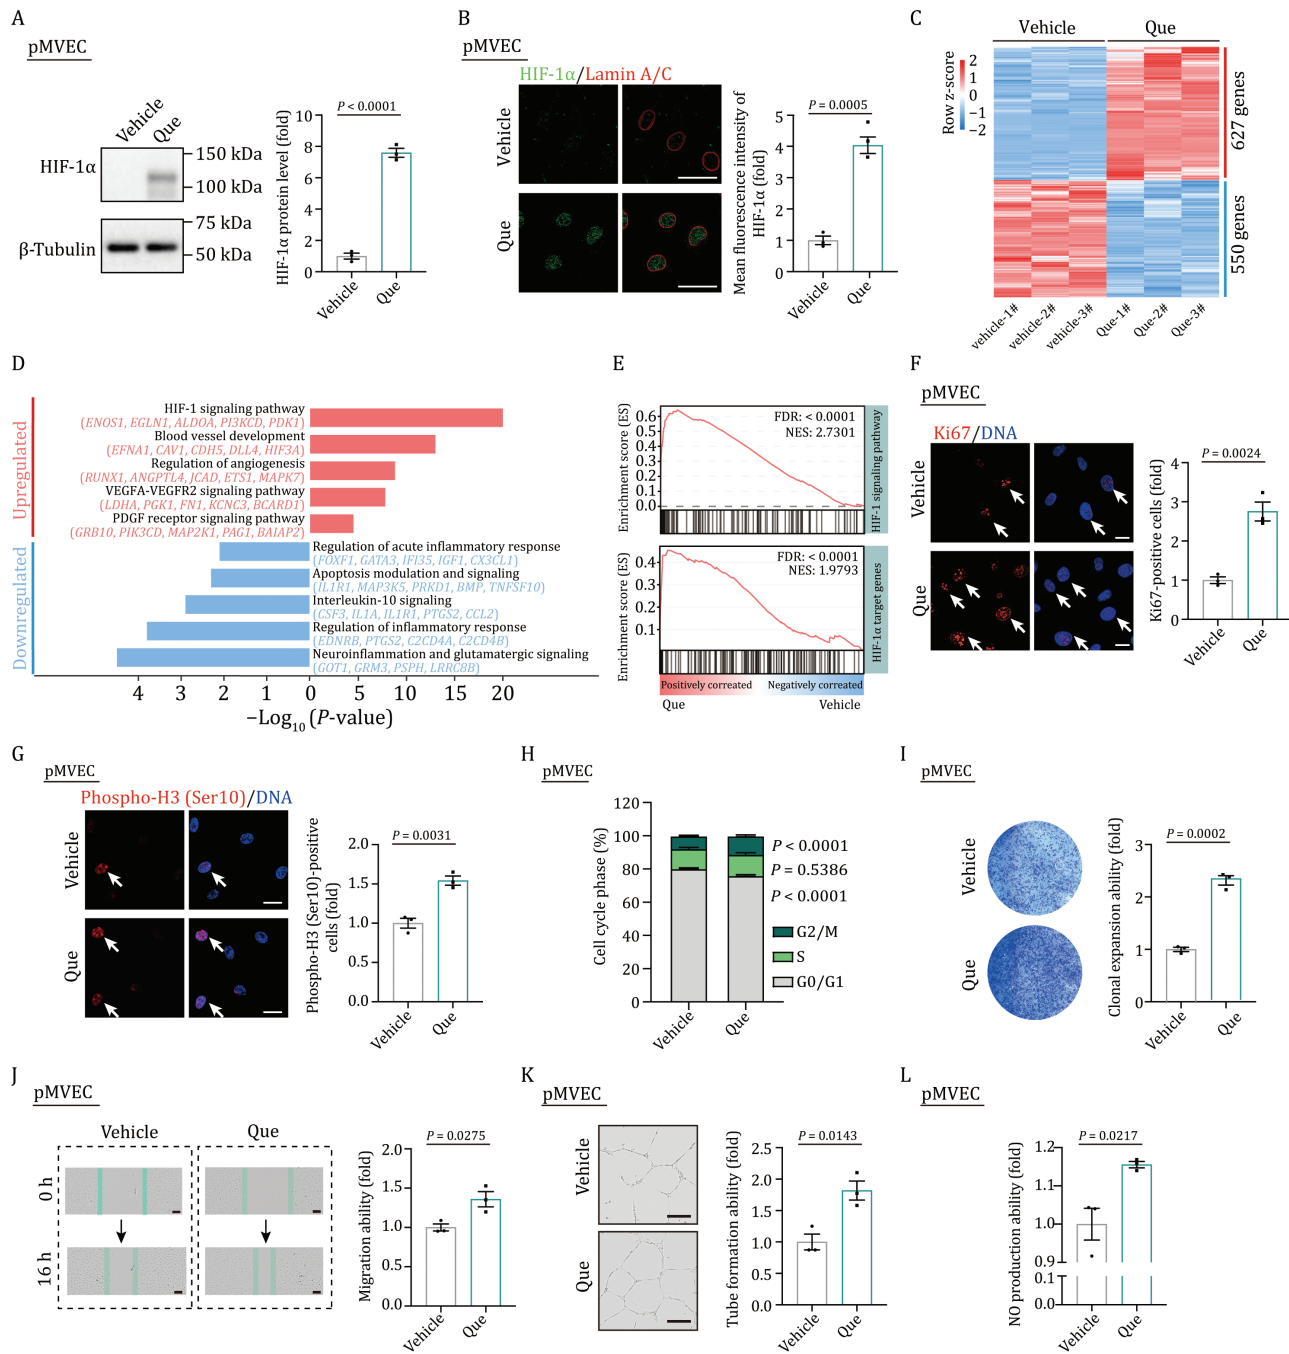 A
pMVEC
Vehicle
Que
HIF-1α
150 kDa
100 kDa
75 kDa
β-Tubulin
50 kDa
HIF-1α protein level (fold)
P < 0.0001
10
8
6
4
2
0
Vehicle
Que
B
pMVEC
HIF-1α/Lamin A/C
Vehicle
Que
Mean fluorescence intensity of
HIF-1α (fold)
P = 0.0005
5
4
3
2
1
0
Vehicle
Que
C
Vehicle
Que
Row z-score
2
1
0
−1
−2
627 genes
550 genes
vehicle-1#
vehicle-2#
vehicle-3#
Que-1#
Que-2#
Que-3#
D
Upregulated
HIF-1 signaling pathway
(ENOS1, EGLN1, ALDOA, PI3KCD, PDK1)
Blood vessel development
(EFNA1, CAV1, CDH5, DLL4, HIF3A)
Regulation of angiogenesis
(RUNX1, ANGPTL4, JCAD, ETS1, MAPK7)
VEGFA-VEGFR2 signaling pathway
(LDHA, PGK1, FN1, KCNC3, BCARD1)
PDGF receptor signaling pathway
(GRB10, PIK3CD, MAP2K1, PAG1, BAIAP2)
Downregulated
Regulation of acute inflammatory response
(FOXF1, GATA3, IFI35, IGF1, CX3CL1)
Apoptosis modulation and signaling
(IL1R1, MAP3K5, PRKD1, BMP, TNFSF10)
Interleukin-10 signaling
(CSF3, IL1A, IL1R1, PTGS2, CCL2)
Regulation of inflammatory response
(EDNRB, PTGS2, C2CD4A, C2CD4B)
Neuroinflammation and glutamatergic signaling
(GOT1, GRM3, PSPH, LRRC8B)
4 3 2 1 0 5 10 15 20
−Log10 (P-value)
E
Enrichment score (ES)
0.6
0.4
0.3
0.2
0.1
FDR: < 0.0001
NES: 2.7301
HIF-1 signaling pathway
Enrichment score (ES)
0.4
0.3
0.2
0.1
FDR: < 0.0001
NES: 1.9793
HIF-1α target genes
Positively correated
Negatively correated
Que
Vehicle
F
pMVEC
Ki67/DNA
Vehicle
Que
Ki67-positive cells (fold)
P = 0.0024
4
3
2
1
0
Vehicle
Que
G
pMVEC
Phospho-H3 (Ser10)/DNA
Vehicle
Que
Phospho-H3 (Ser10)-positive
cells (fold)
P = 0.0031
2.0
1.5
1.0
0.5
0.0
Vehicle
Que
H
pMVEC
Cell cycle phase (%)
120
100
80
60
40
20
0
P < 0.0001
P = 0.5386
P < 0.0001
G2/M
S
G0/G1
Vehicle
Que
I
pMVEC
Vehicle
Que
Clonal expansion ability (fold)
P = 0.0002
3
2
1
0
Vehicle
Que
J
pMVEC
Vehicle
Que
0 h
16 h
Migration ability (fold)
P = 0.0275
2.0
1.5
1.0
0.5
0.0
Vehicle
Que
K
pMVEC
Vehicle
Que
Tube formation ability (fold)
P = 0.0143
2.5
2.0
1.5
1.0
0.5
0.0
Vehicle
Que
L
pMVEC
NO production ability (fold)
P = 0.0217
1.2
1.1
1.0
0.9
0.1
0.0
Vehicle
Que